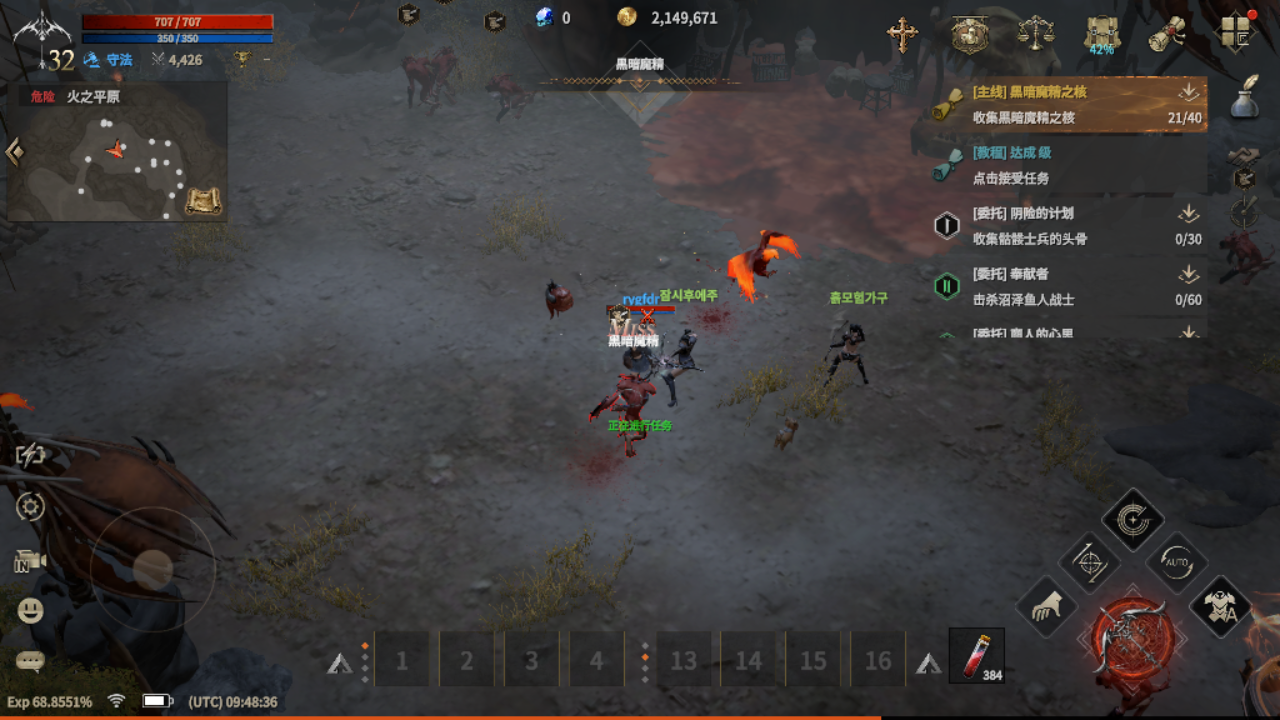 707 / 707
350 / 350
32
守法
4,426
-
0
2,149,671
黑暗魔精
42%
危险 火之平原
[主线] 黑暗魔精之核
收集黑暗魔精之核 21/40
[教程] 达成 级
点击接受任务
[委托] 阴险的计划
收集骷髅士兵的头骨 0/30
[委托] 奉献者
击杀沼泽鱼人战士 0/60
[委托]
rvgfdr
잠시후에주
흠모험가구
黑暗魔精
正在进行任务
IN
AUTO
A
1
2
3
4
13
14
15
16
384
Exp 68.8551%
(UTC) 09:48:36